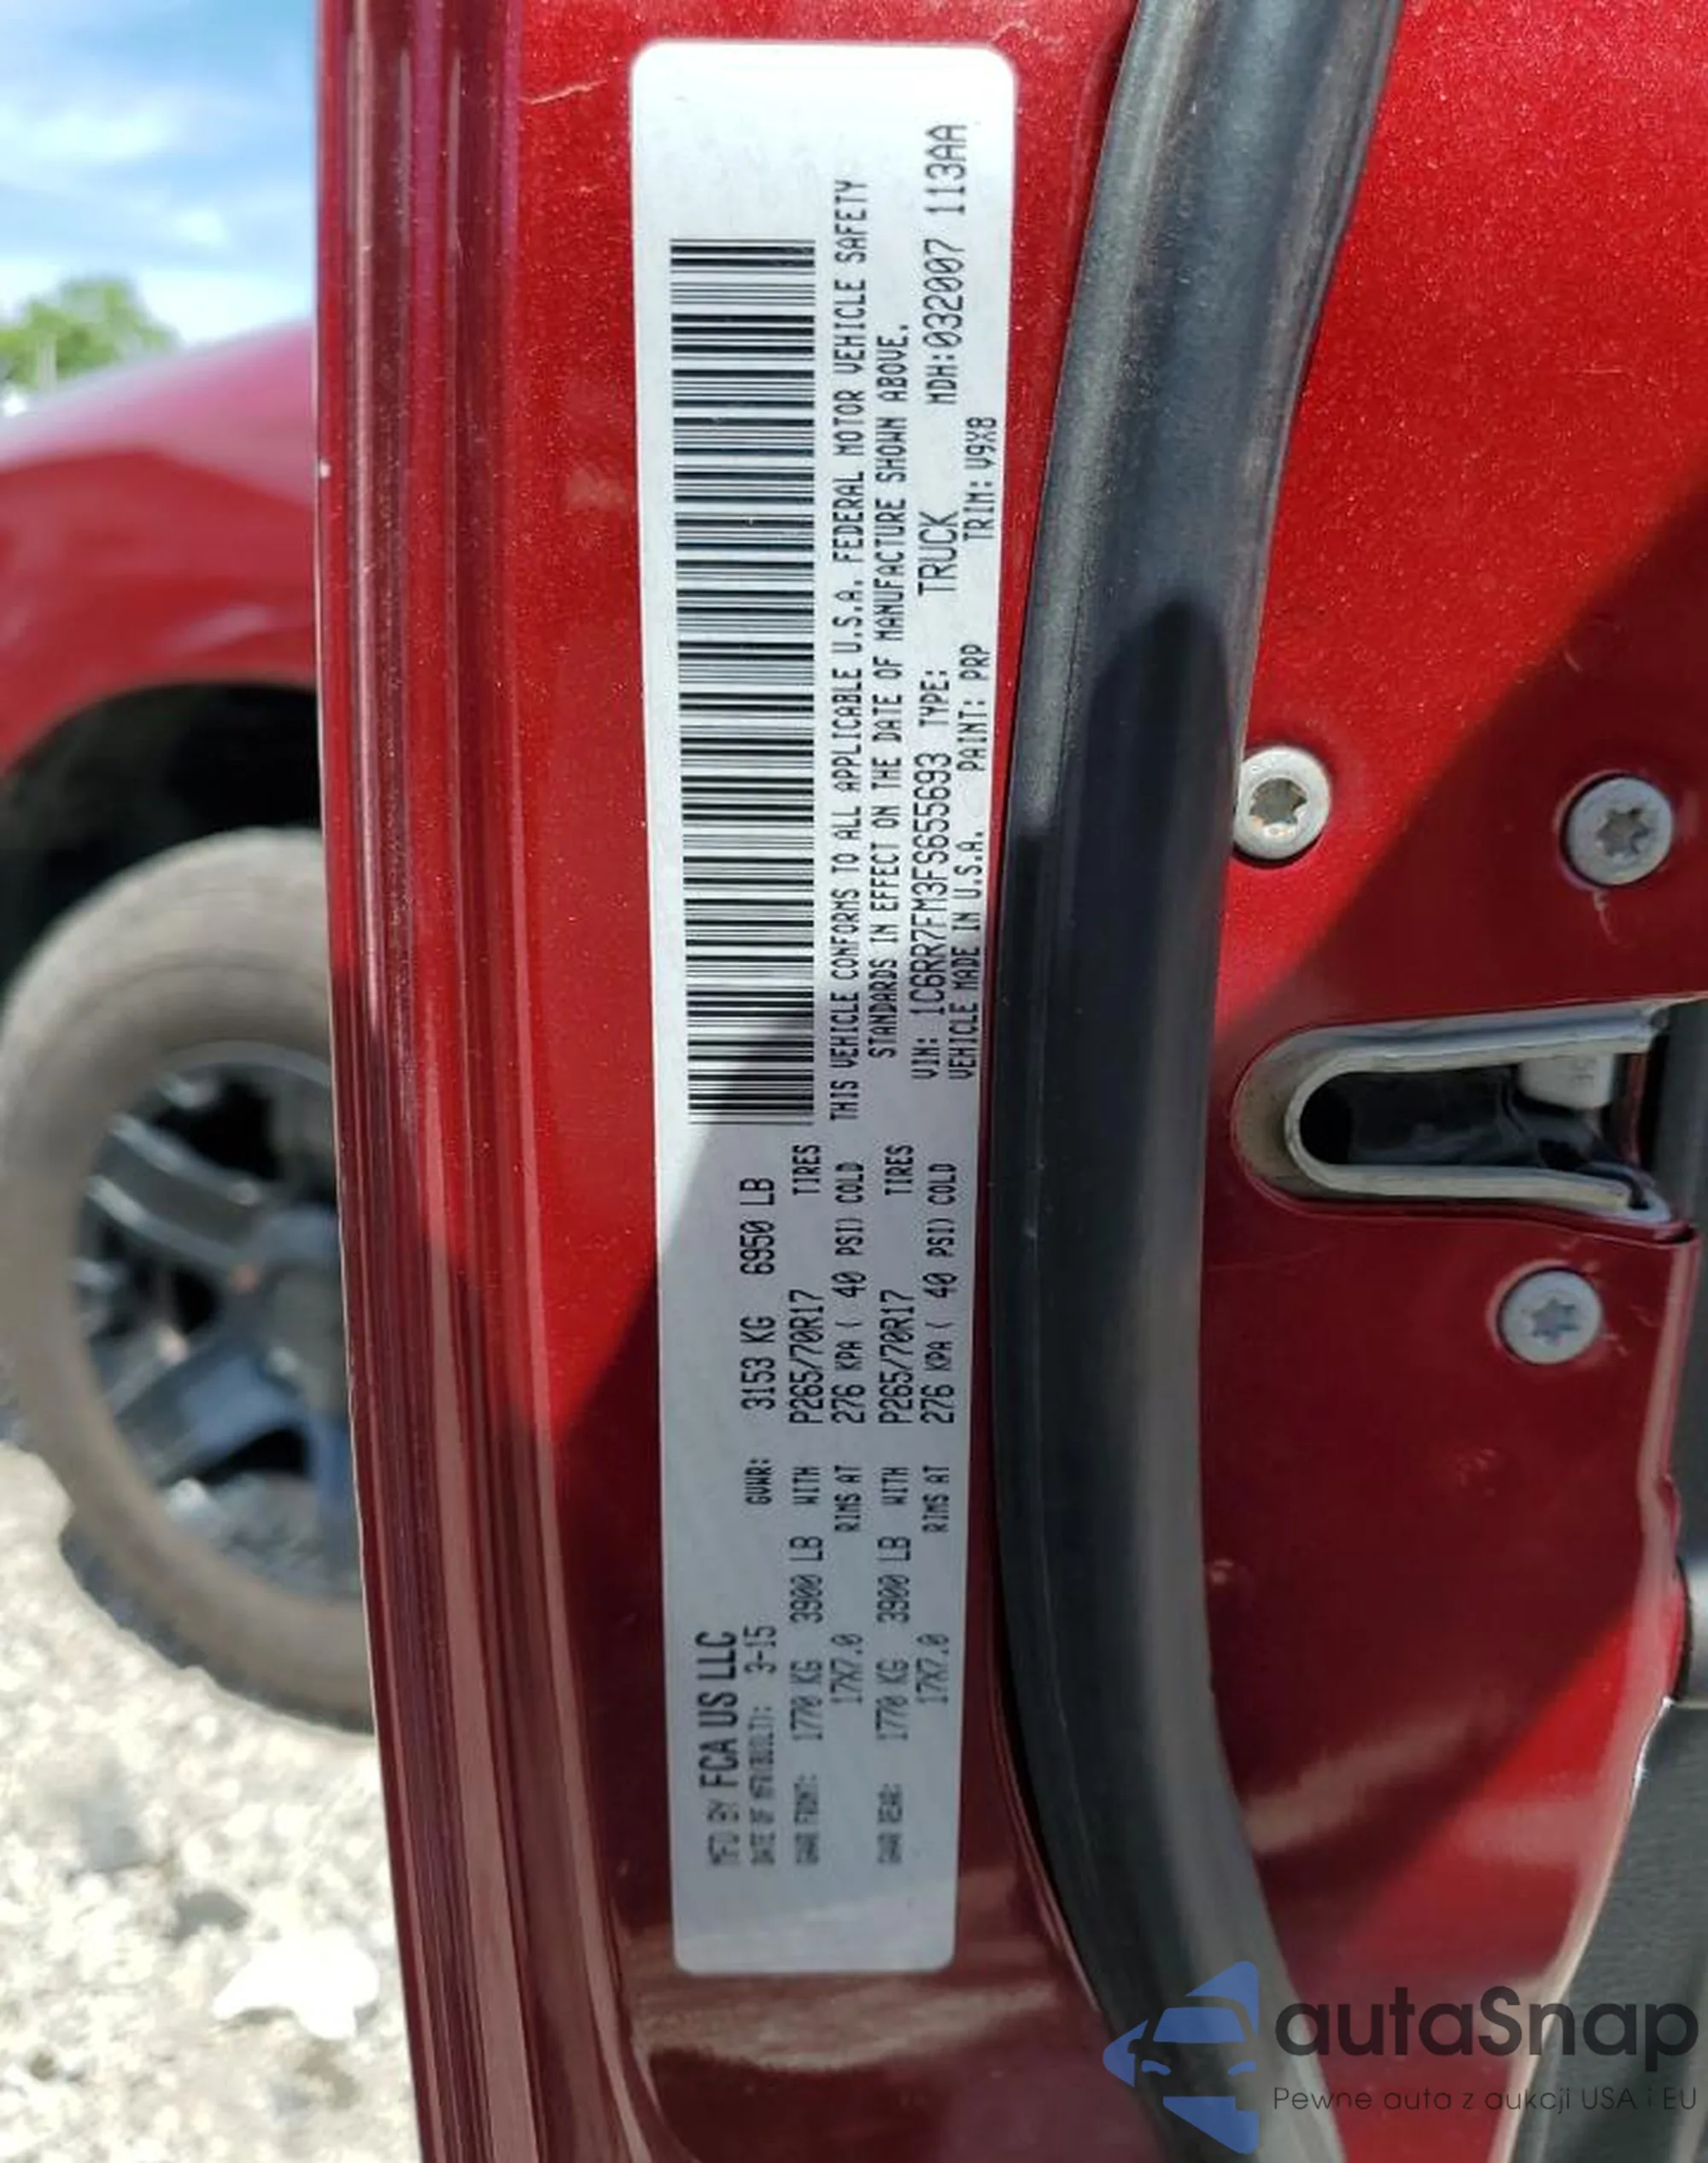 MFD BY FCA US LLC
DATE OF MFR(BUILT): 3-15 GVWR: 3153 KG 6950 LB
GAWR FRONT: 1770 KG 3900 LB WITH P265/70R17 TIRES
17X7.0 RIMS AT 276 KPA ( 40 PSI) COLD
GAWR REAR: 1770 KG 3900 LB WITH P265/70R17 TIRES
17X7.0 RIMS AT 276 KPA ( 40 PSI) COLD
THIS VEHICLE CONFORMS TO ALL APPLICABLE U.S.A. FEDERAL MOTOR VEHICLE SAFETY
STANDARDS IN EFFECT ON THE DATE OF MANUFACTURE SHOWN ABOVE.
VIN: 1C6RR7FM3FS655693 TYPE: TRUCK MDH:032007 113AA
VEHICLE MADE IN U.S.A. PAINT: PRP TRIM: V9X8
autaSnap
Pewne auta z aukcji USA i EU